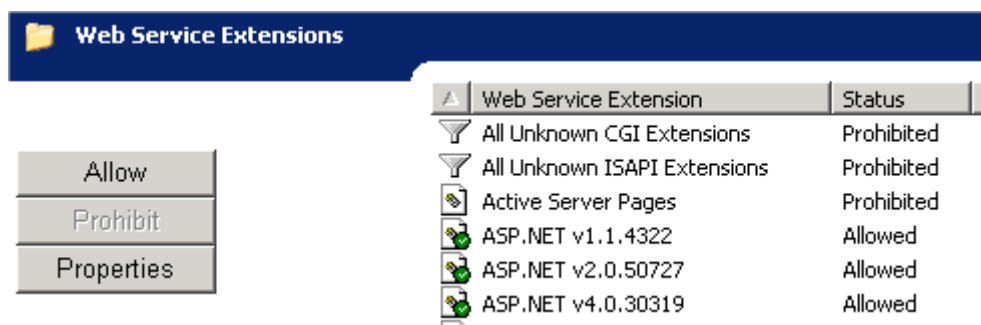 Web Service Extensions
Web Service Extension Status
All Unknown CGI Extensions Prohibited
All Unknown ISAPI Extensions Prohibited
Active Server Pages Prohibited
ASP.NET v1.1.4322 Allowed
ASP.NET v2.0.50727 Allowed
ASP.NET v4.0.30319 Allowed
Allow
Prohibit
Properties